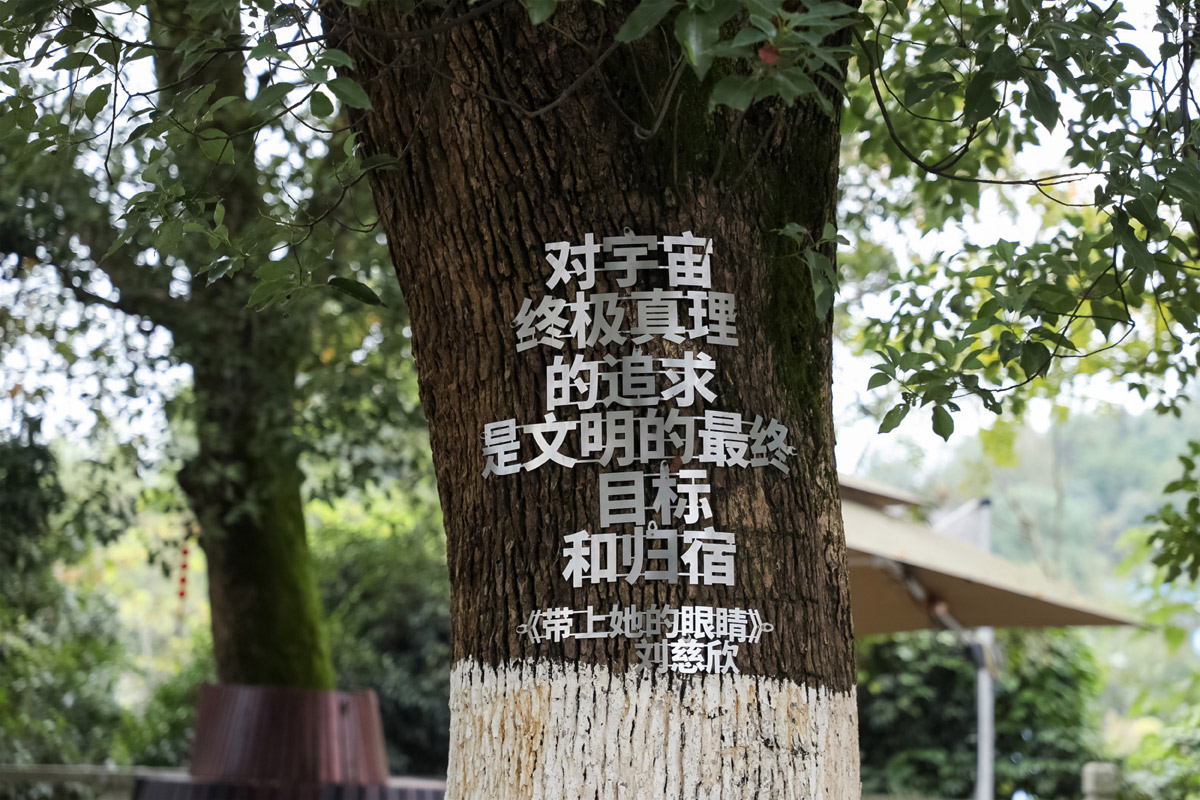 对宇宙
终极真理
的追求
是文明的最终
目标
和归宿
《带上她的眼睛》
刘慈欣